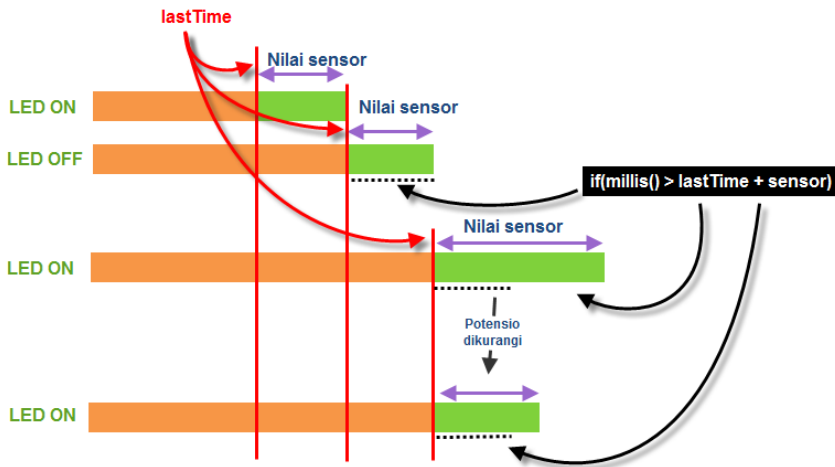 lastTime
Nilai sensor
LED ON
Nilai sensor
LED OFF
if(millis() > lastTime + sensor)
Nilai sensor
LED ON
Potensio
dikurangi
LED ON